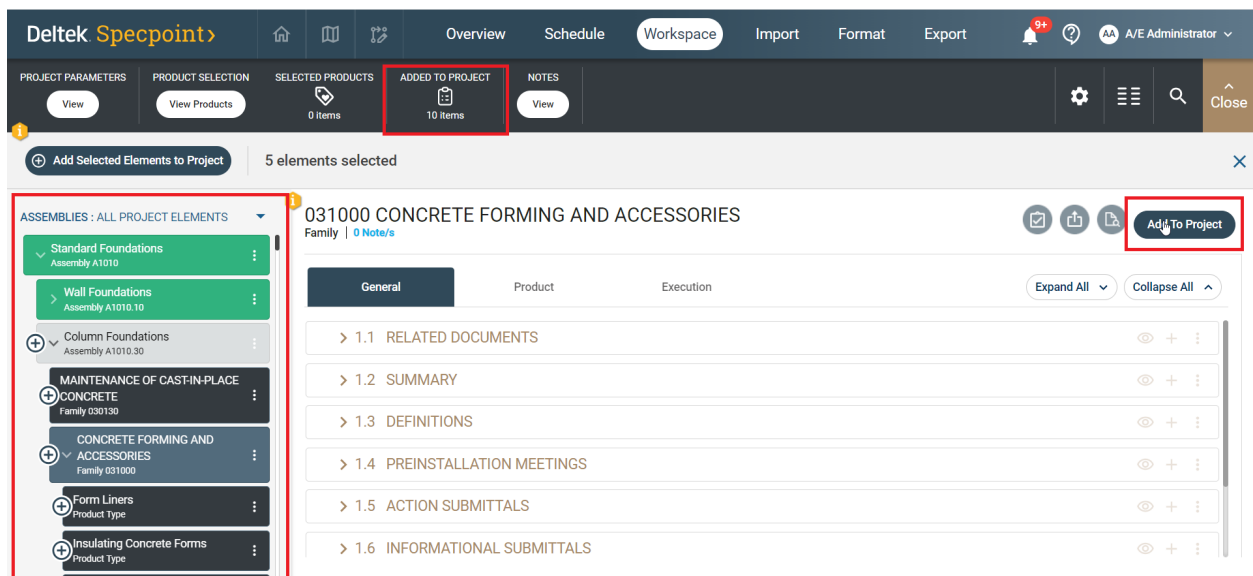 Deltek Specpoint>
Overview Schedule Workspace Import Format Export 9+ AA A/E Administrator
PROJECT PARAMETERS PRODUCT SELECTION SELECTED PRODUCTS ADDED TO PROJECT NOTES
View View Products 0 items 10 items View Close
Add Selected Elements to Project 5 elements selected
ASSEMBLIES : ALL PROJECT ELEMENTS
Standard Foundations
Assembly A1010
Wall Foundations
Assembly A1010.10
Column Foundations
Assembly A1010.30
MAINTENANCE OF CAST-IN-PLACE
CONCRETE
Family 030130
CONCRETE FORMING AND
ACCESSORIES
Family 031000
Form Liners
Product Type
Insulating Concrete Forms
Product Type
031000 CONCRETE FORMING AND ACCESSORIES
Family | 0 Note/s
Add To Project
General Product Execution Expand All Collapse All
1.1 RELATED DOCUMENTS
1.2 SUMMARY
1.3 DEFINITIONS
1.4 PREINSTALLATION MEETINGS
1.5 ACTION SUBMITTALS
1.6 INFORMATIONAL SUBMITTALS